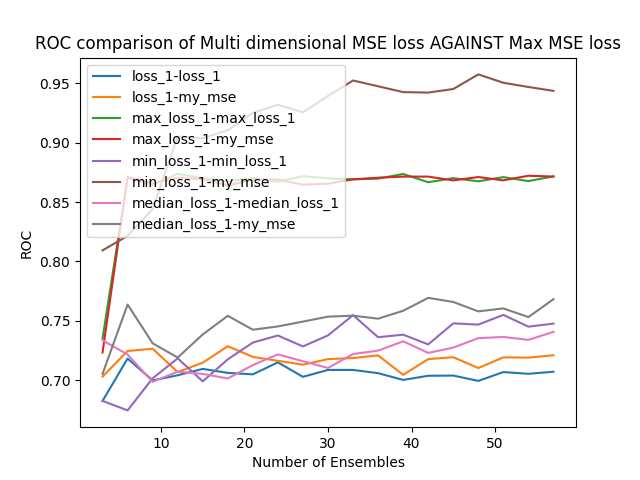 ROC comparison of Multi dimensional MSE loss AGAINST Max MSE loss
loss_1-loss_1
loss_1-my_mse
max_loss_1-max_loss_1
max_loss_1-my_mse
min_loss_1-min_loss_1
min_loss_1-my_mse
median_loss_1-median_loss_1
median_loss_1-my_mse
ROC
0.95
0.90
0.85
0.80
0.75
0.70
10 20 30 40 50
Number of Ensembles